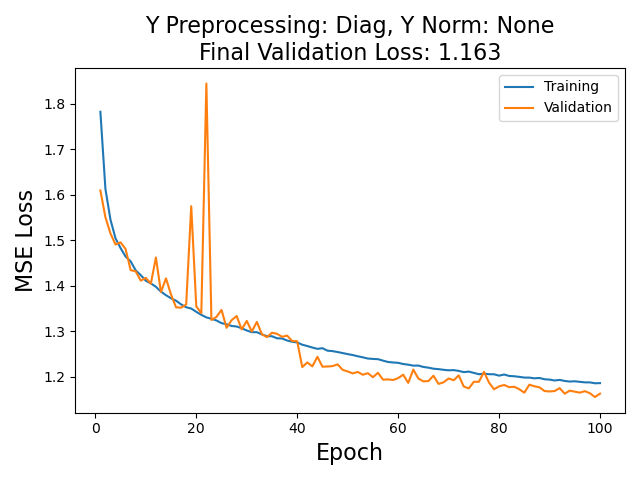 Y Preprocessing: Diag, Y Norm: None
Final Validation Loss: 1.163
Training
Validation
1.8
1.7
1.6
1.5
1.4
1.3
1.2
MSE Loss
0
20
40
60
80
100
Epoch